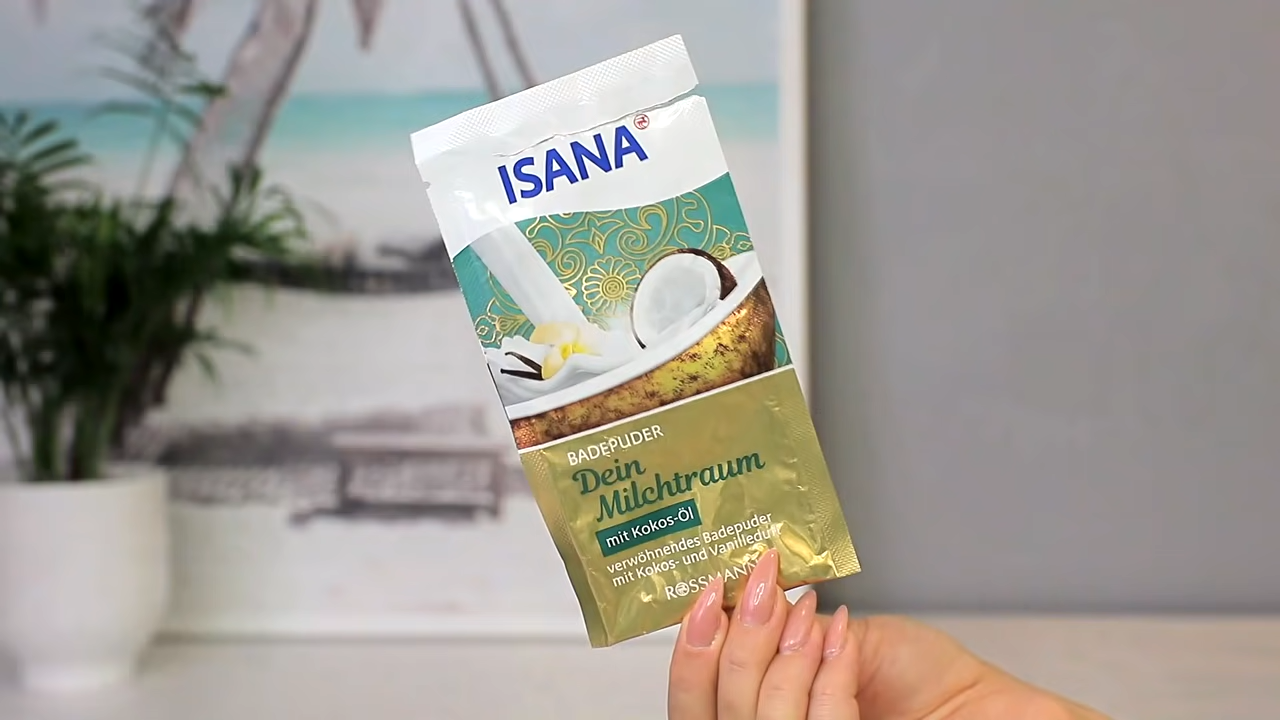 ISANA
BADEPUDER
Dein
Milchtraum
mit Kokos-Öl
verwöhnendes Badepuder
mit Kokos- und Vanilleduft
ROSSMANN